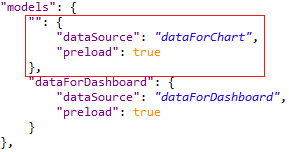 "models": {
    "": {
        "dataSource": "dataForChart",
        "preload": true
    },
    "dataForDashboard": {
        "dataSource": "dataForDashboard",
        "preload": true
    }
},